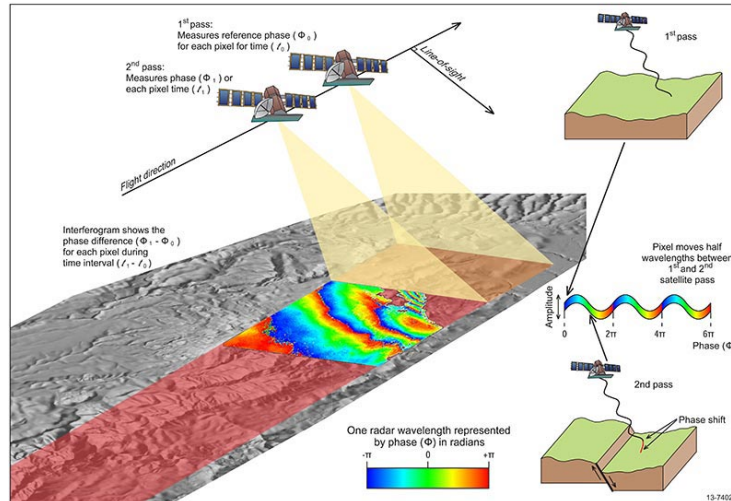 1st pass:
Measures reference phase (Φ0)
for each pixel for time (t0)
2nd pass:
Measures phase (Φ1) or
each pixel time (t1)
Line-of-sight
Flight direction
Interferogram shows the
phase difference (Φ1 - Φ0)
for each pixel during
time interval (t1 - t0)
One radar wavelength represented
by phase (Φ) in radians
-π 0 +π
1st pass
Pixel moves half
wavelengths between
1st and 2nd
satellite pass
Amplitude
0 2π 4π 6π
Phase (Φ
2nd pass
Phase shift
13-7402